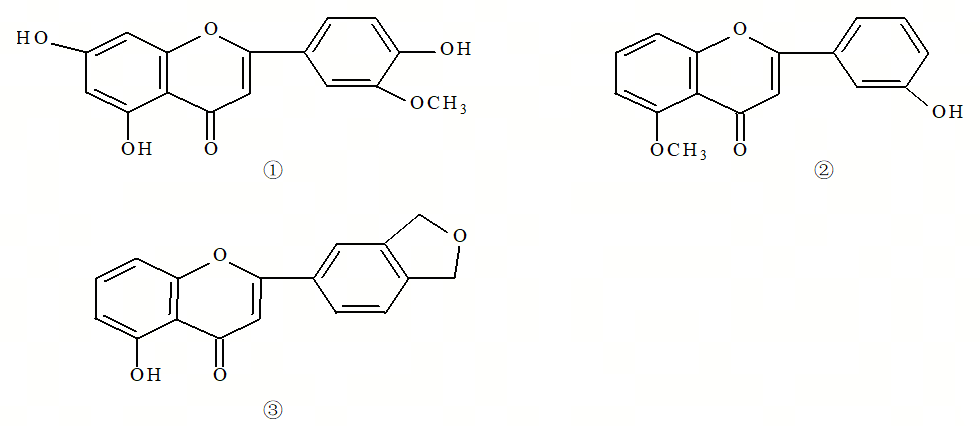 HO O OH
OCH₃
OH O
①
O
OH
OCH₃ O
②
O
O
OH O
③